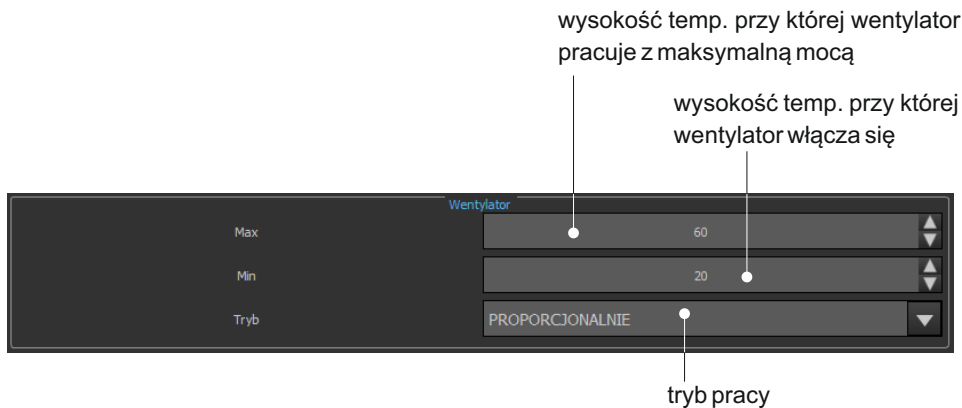 wysokość temp. przy której wentylator
pracuje z maksymalną mocą
wysokość temp. przy której
wentylator włącza się
Wentylator
Max 60
Min 20
Tryb PROPORCJONALNIE
tryb pracy